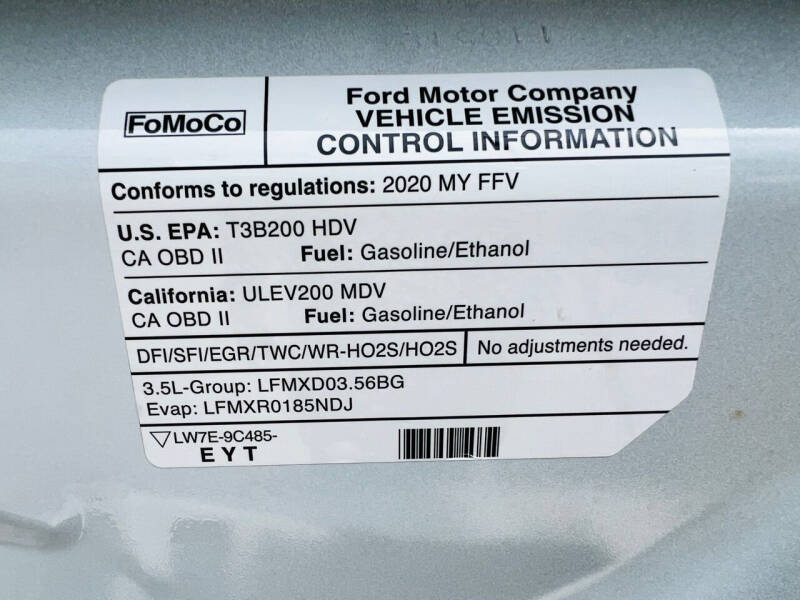 FoMoCo
Ford Motor Company
VEHICLE EMISSION
CONTROL INFORMATION
Conforms to regulations: 2020 MY FFV
U.S. EPA: T3B200 HDV
CA OBD II Fuel: Gasoline/Ethanol
California: ULEV200 MDV
CA OBD II Fuel: Gasoline/Ethanol
DFI/SFI/EGR/TWC/WR-HO2S/HO2S No adjustments needed.
3.5L-Group: LFMXD03.56BG
Evap: LFMXR0185NDJ
LW7E-9C485-
E Y T